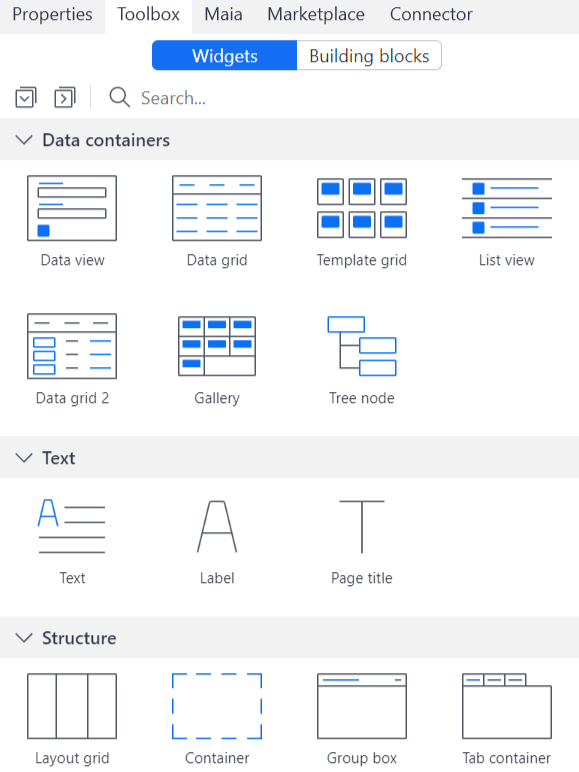 Properties Toolbox Maia Marketplace Connector
Widgets Building blocks
Search...
Data containers
Data view Data grid Template grid List view
Data grid 2 Gallery Tree node
Text
Text Label Page title
Structure
Layout grid Container Group box Tab container